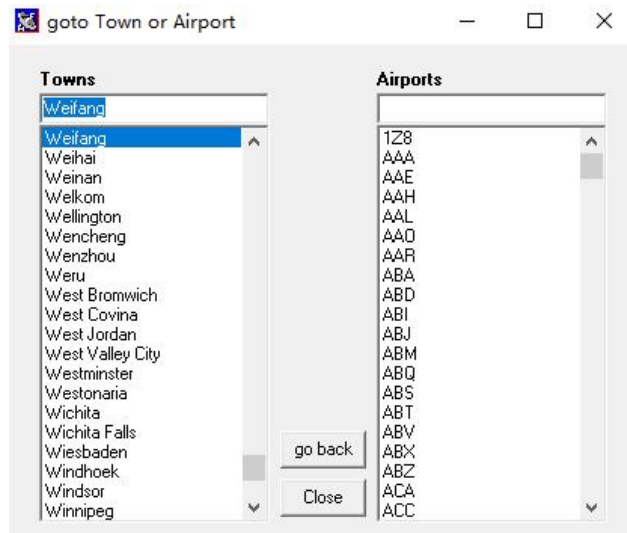 goto Town or Airport
Towns
Weifang
Weifang
Weihai
Weinan
Welkom
Wellington
Wencheng
Wenzhou
Weru
West Bromwich
West Covina
West Jordan
West Valley City
Westminster
Westonaria
Wichita
Wichita Falls
Wiesbaden
Windhoek
Windsor
Winnipeg
go back
Close
Airports
1Z8
AAA
AAE
AAH
AAL
AAO
AAR
ABA
ABD
ABI
ABJ
ABM
ABQ
ABS
ABT
ABV
ABX
ABZ
ACA
ACC